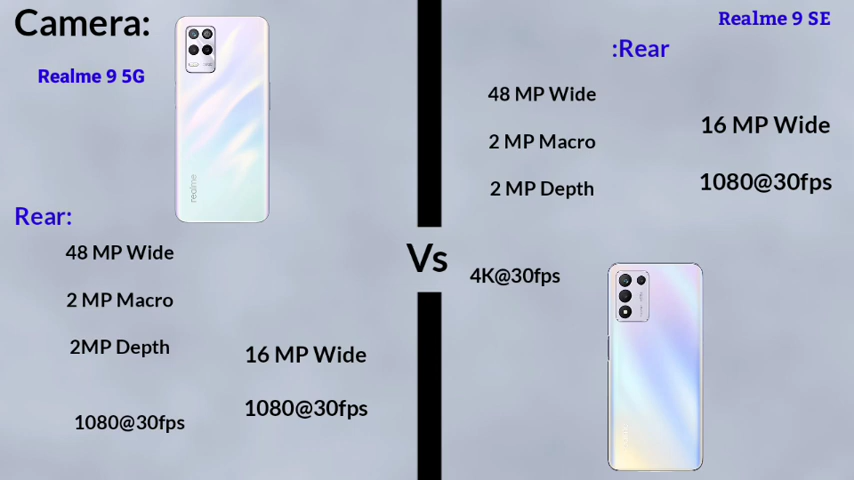 Camera:
Realme 9 5G
realme
Rear:
48 MP Wide
2 MP Macro
2MP Depth
1080@30fps
16 MP Wide
1080@30fps
Vs
Realme 9 SE
:Rear
48 MP Wide
2 MP Macro
2 MP Depth
4K@30fps
16 MP Wide
1080@30fps